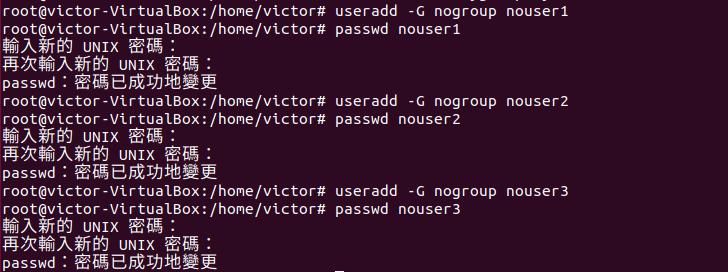 root@victor-VirtualBox:/home/victor# useradd -G nogroup nouser1
root@victor-VirtualBox:/home/victor# passwd nouser1
輸入新的 UNIX 密碼：
再次輸入新的 UNIX 密碼：
passwd：密碼已成功地變更
root@victor-VirtualBox:/home/victor# useradd -G nogroup nouser2
root@victor-VirtualBox:/home/victor# passwd nouser2
輸入新的 UNIX 密碼：
再次輸入新的 UNIX 密碼：
passwd：密碼已成功地變更
root@victor-VirtualBox:/home/victor# useradd -G nogroup nouser3
root@victor-VirtualBox:/home/victor# passwd nouser3
輸入新的 UNIX 密碼：
再次輸入新的 UNIX 密碼：
passwd：密碼已成功地變更